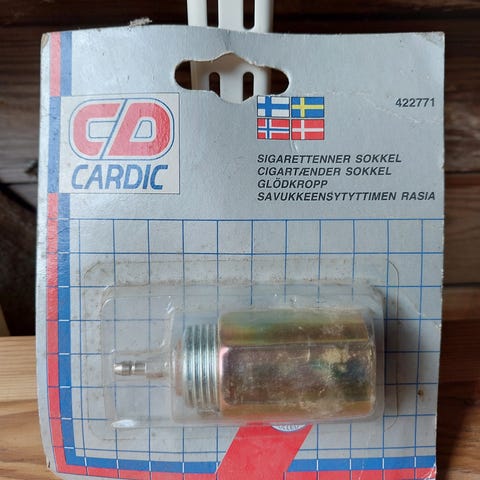 422771
CD
CARDIC
SIGARETTENNER SOKKEL
CIGARTÆNDER SOKKEL
GLÖDKROPP
SAVUKKEENSYTYTTIMEN RASIA